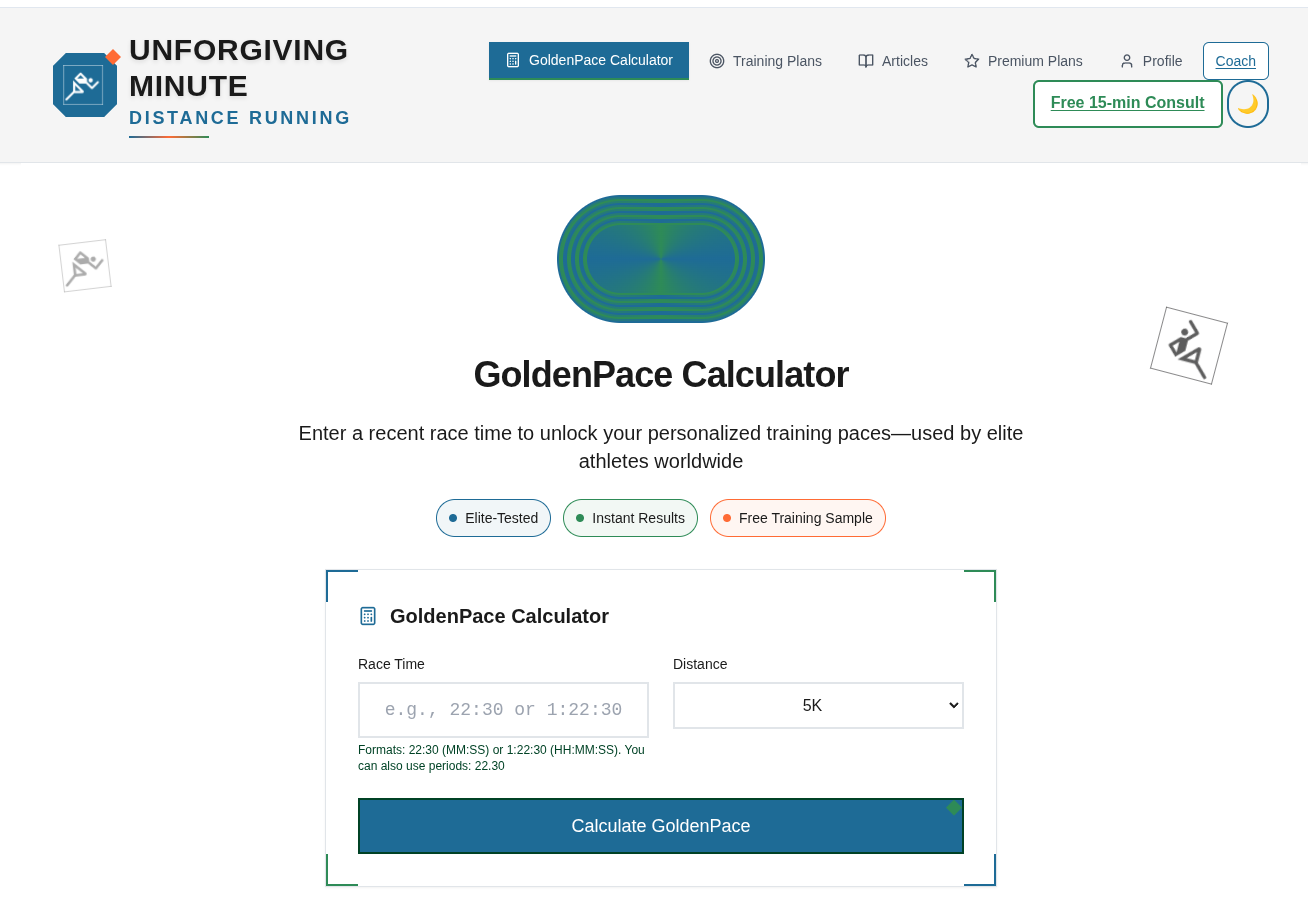 UNFORGIVING
MINUTE
DISTANCE RUNNING
GoldenPace Calculator
Training Plans
Articles
Premium Plans
Profile
Coach
Free 15-min Consult
GoldenPace Calculator
Enter a recent race time to unlock your personalized training paces—used by elite
athletes worldwide
Elite-Tested
Instant Results
Free Training Sample
GoldenPace Calculator
Race Time
e.g., 22:30 or 1:22:30
Formats: 22:30 (MM:SS) or 1:22:30 (HH:MM:SS). You
can also use periods: 22.30
Distance
5K
Calculate GoldenPace